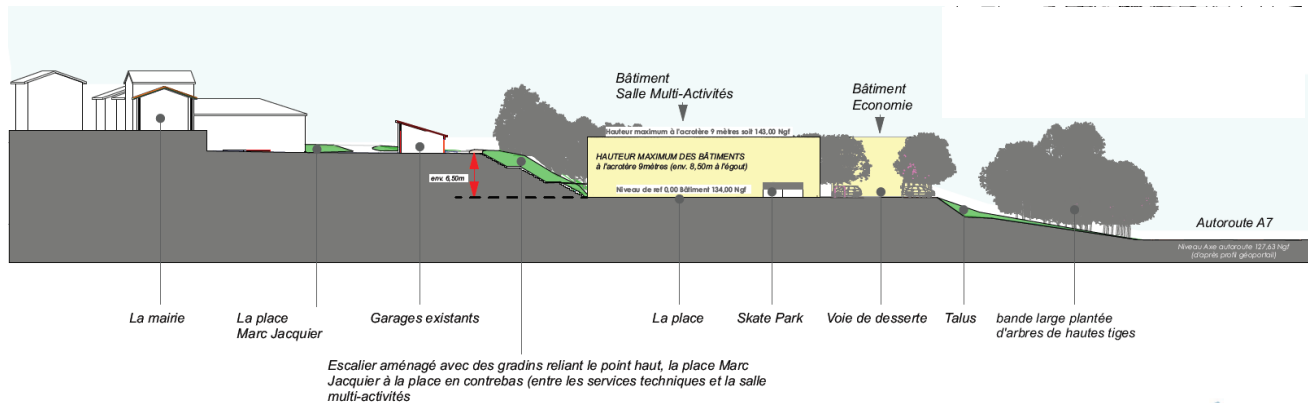 Bâtiment
Salle Multi-Activités
Bâtiment
Economie
Hauteur maximum à l'acrotère 9 mètres soit 143,00 Ngf
HAUTEUR MAXIMUM DES BÂTIMENTS
à l'acrotère 9mètres (env. 8,50m à l'égout)
env. 6,50m
Niveau de ref 0,00 Bâtiment 134,00 Ngf
Autoroute A7
Niveau Axe autoroute 127,63 Ngf
(d'après profil géoportail)
La mairie
La place
Marc Jacquier
Garages existants
La place
Skate Park
Voie de desserte
Talus
bande large plantée
d'arbres de hautes tiges
Escalier aménagé avec des gradins reliant le point haut, la place Marc
Jacquier à la place en contrebas (entre les services techniques et la salle
multi-activités